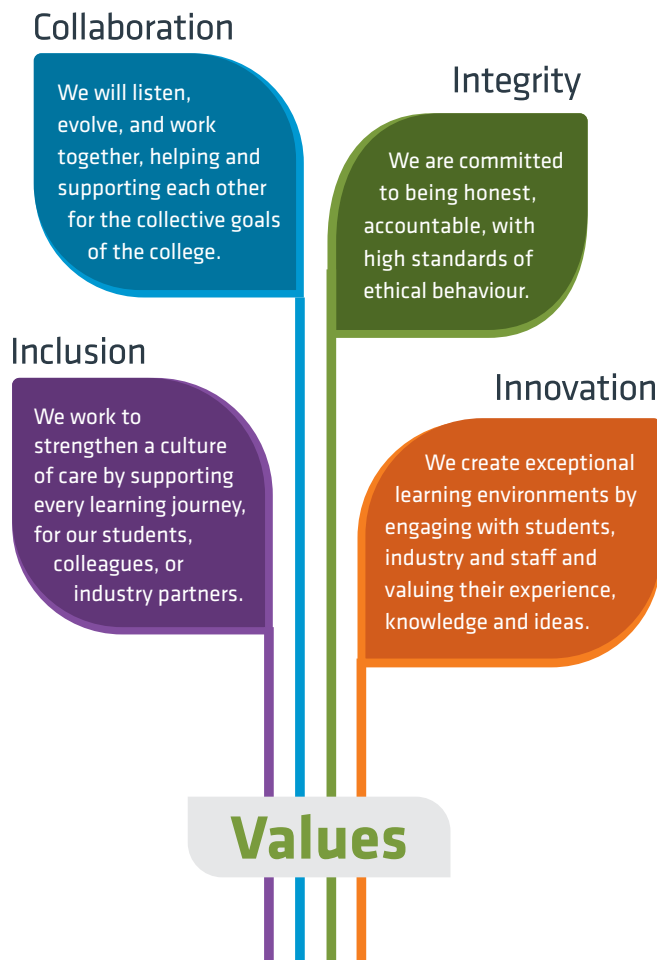 Collaboration
We will listen,
evolve, and work
together, helping and
supporting each other
for the collective goals
of the college.
Integrity
We are committed
to being honest,
accountable, with
high standards of
ethical behaviour.
Inclusion
We work to
strengthen a culture
of care by supporting
every learning journey,
for our students,
colleagues, or
industry partners.
Innovation
We create exceptional
learning environments by
engaging with students,
industry and staff and
valuing their experience,
knowledge and ideas.
Values